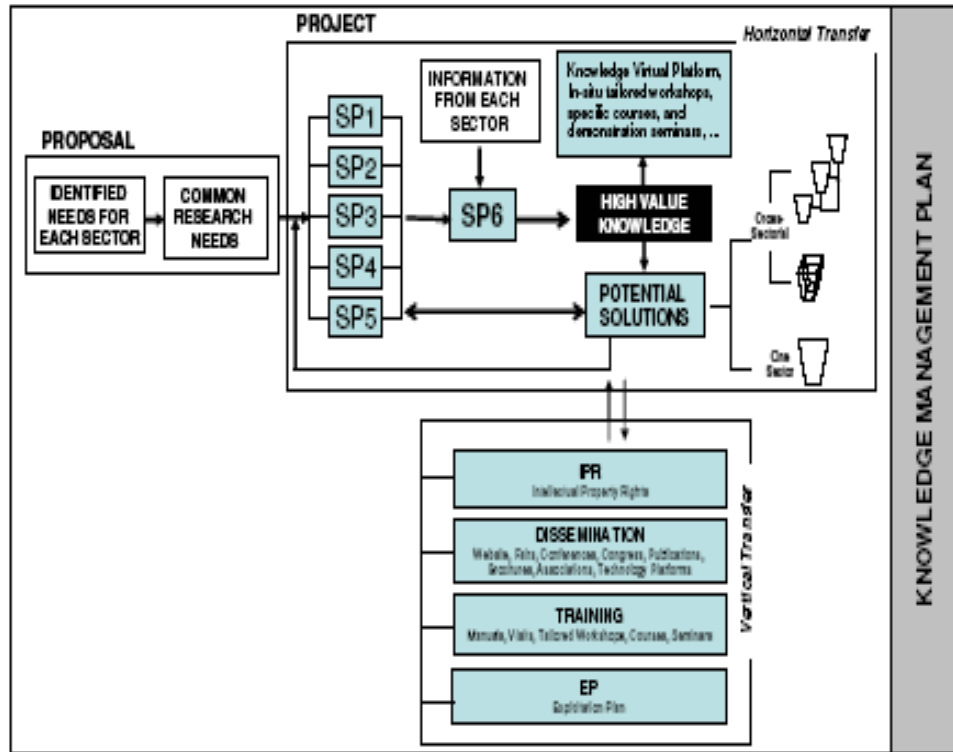 PROJECT
Horizontal Transfer
INFORMATION
FROM EACH
SECTOR
Knowledge Virtual Platform,
In-situ tailored workshops,
specific courses, and
demonstration seminars, ...
SP1
SP2
SP3
SP4
SP5
PROPOSAL
IDENTIFIED
NEEDS FOR
EACH SECTOR
COMMON
RESEARCH
NEEDS
SP6
HIGH VALUE
KNOWLEDGE
POTENTIAL
SOLUTIONS
Cross-
Sectorial
One
Sector
IPR
Intellectual Property Rights
DISSEMINATION
Website, Fairs, Conferences, Congress, Publications,
Brochures, Associations, Technology Platforms
TRAINING
Manuals, Visits, Tailored Workshops, Courses, Seminars
EP
Exploitation Plan
Vertical Transfer
KNOWLEDGE MANAGEMENT PLAN